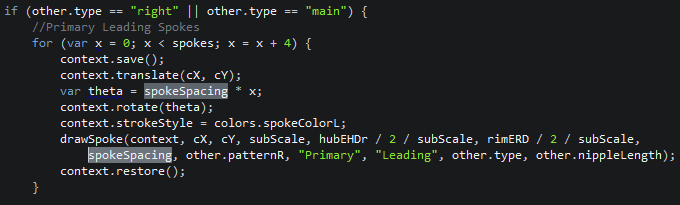 if (other.type == "right" || other.type == "main") {
//Primary Leading Spokes
for (var x = 0; x < spokes; x = x + 4) {
context.save();
context.translate(cX, cY);
var theta = spokeSpacing * x;
context.rotate(theta);
context.strokeStyle = colors.spokeColorL;
drawSpoke(context, cX, cY, subScale, hubEHDr / 2 / subScale, rimERD / 2 / subScale,
spokeSpacing, other.patternR, "Primary", "Leading", other.type, other.nippleLength);
context.restore();
}